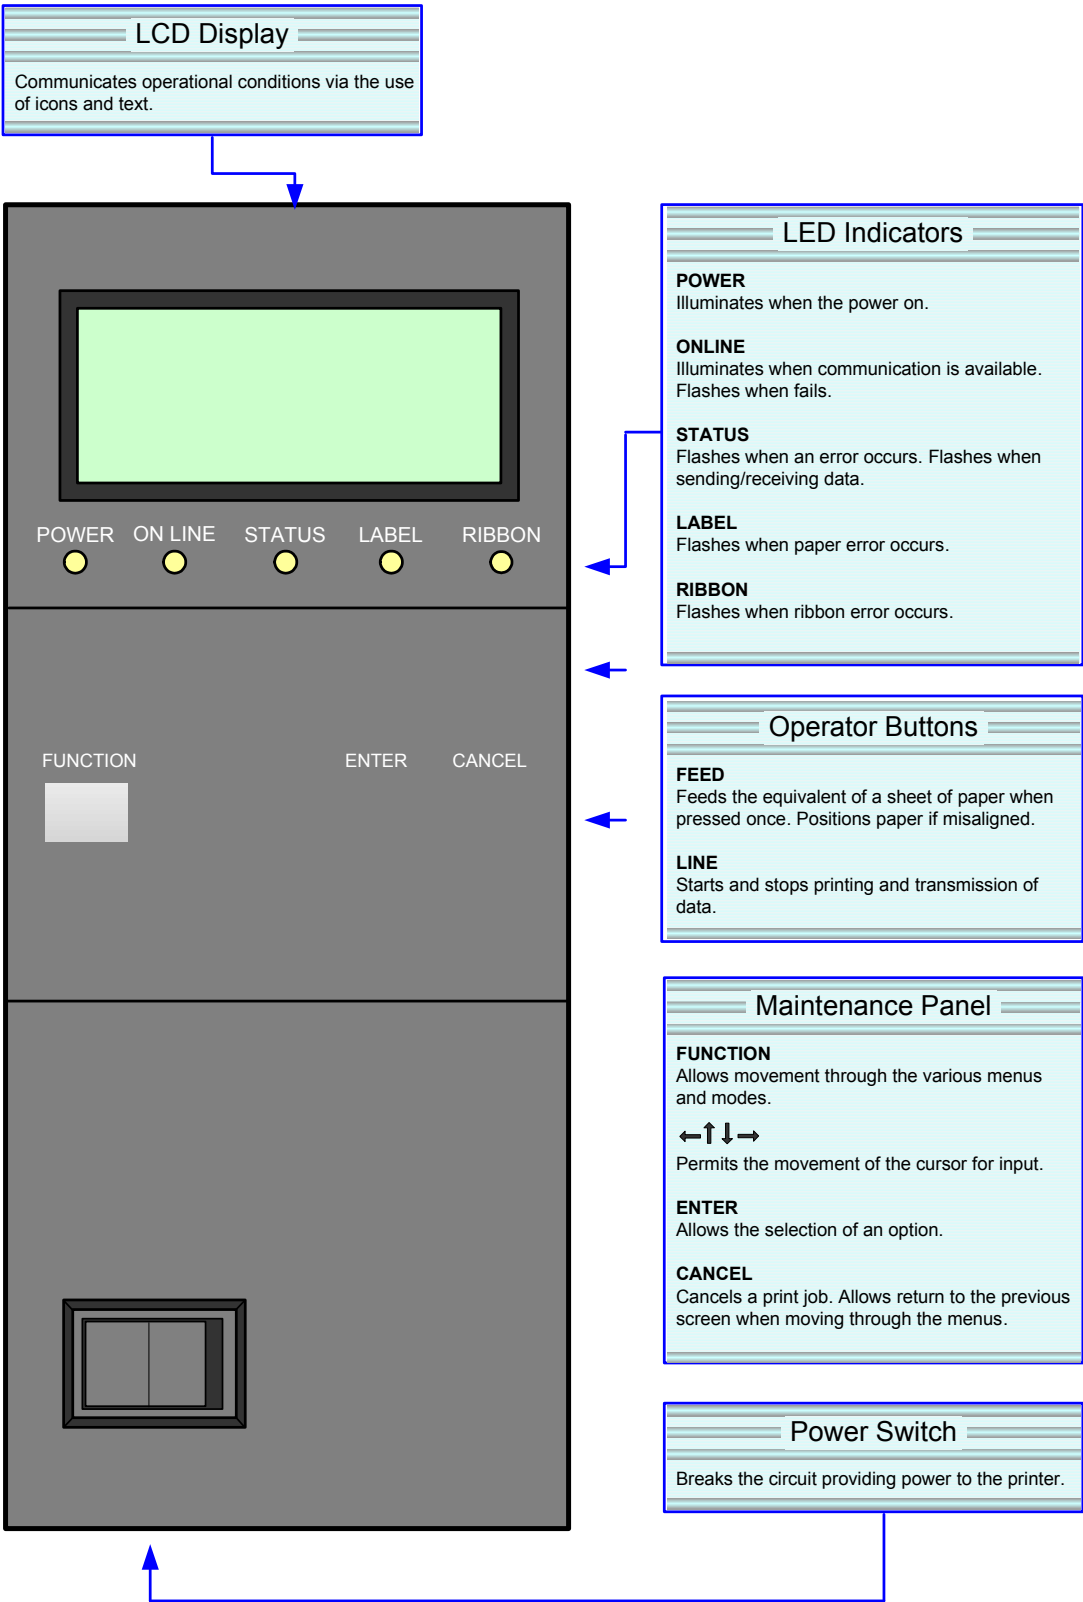 LCD Display
Communicates operational conditions via the use
of icons and text.
POWER ON LINE STATUS LABEL RIBBON
FUNCTION ENTER CANCEL
LED Indicators
POWER
Illuminates when the power on.
ONLINE
Illuminates when communication is available.
Flashes when fails.
STATUS
Flashes when an error occurs. Flashes when
sending/receiving data.
LABEL
Flashes when paper error occurs.
RIBBON
Flashes when ribbon error occurs.
Operator Buttons
FEED
Feeds the equivalent of a sheet of paper when
pressed once. Positions paper if misaligned.
LINE
Starts and stops printing and transmission of
data.
Maintenance Panel
FUNCTION
Allows movement through the various menus
and modes.
←↑↓→
Permits the movement of the cursor for input.
ENTER
Allows the selection of an option.
CANCEL
Cancels a print job. Allows return to the previous
screen when moving through the menus.
Power Switch
Breaks the circuit providing power to the printer.